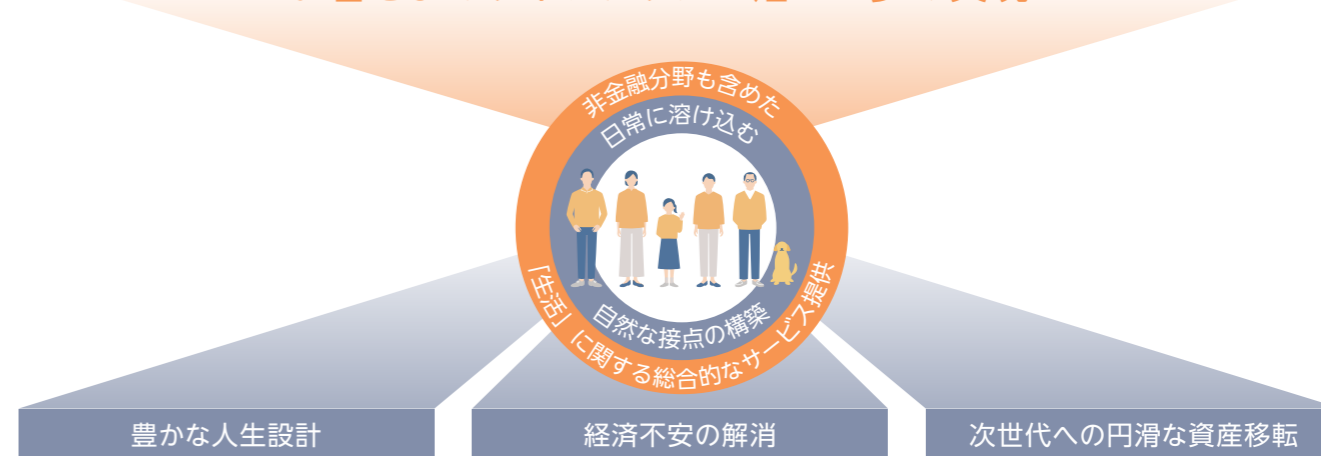 非金融分野も含めた
日常に溶け込む
自然な接点の構築
「生活」に関する総合的なサービス提供
豊かな人生設計
経済不安の解消
次世代への円滑な資産移転